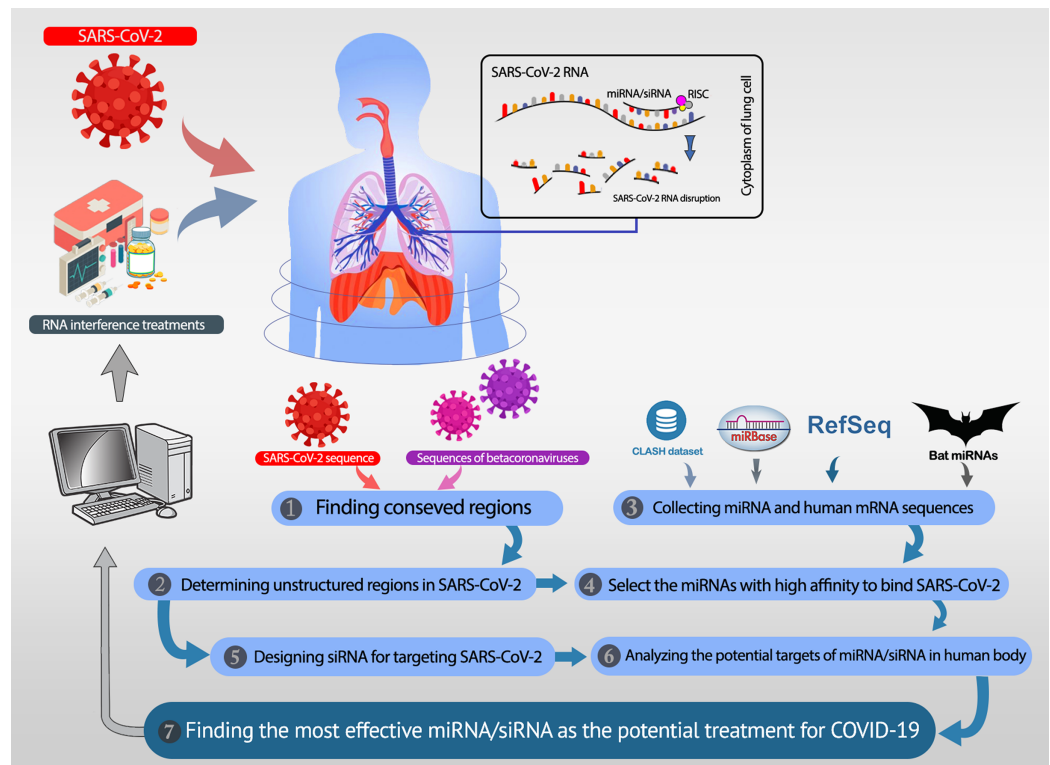 SARS-CoV-2
SARS-CoV-2 RNA
miRNA/siRNA
RISC
SARS-CoV-2 RNA disruption
Cytoplasm of lung cell
RNA interference treatments
SARS-CoV-2 sequence
Sequences of betacoronaviruses
CLASH dataset
miRBase
RefSeq
Bat miRNAs
1 Finding conseved regions
3 Collecting miRNA and human mRNA sequences
2 Determining unstructured regions in SARS-CoV-2
4 Select the miRNAs with high affinity to bind SARS-CoV-2
5 Designing siRNA for targeting SARS-CoV-2
6 Analyzing the potential targets of miRNA/siRNA in human body
7 Finding the most effective miRNA/siRNA as the potential treatment for COVID-19